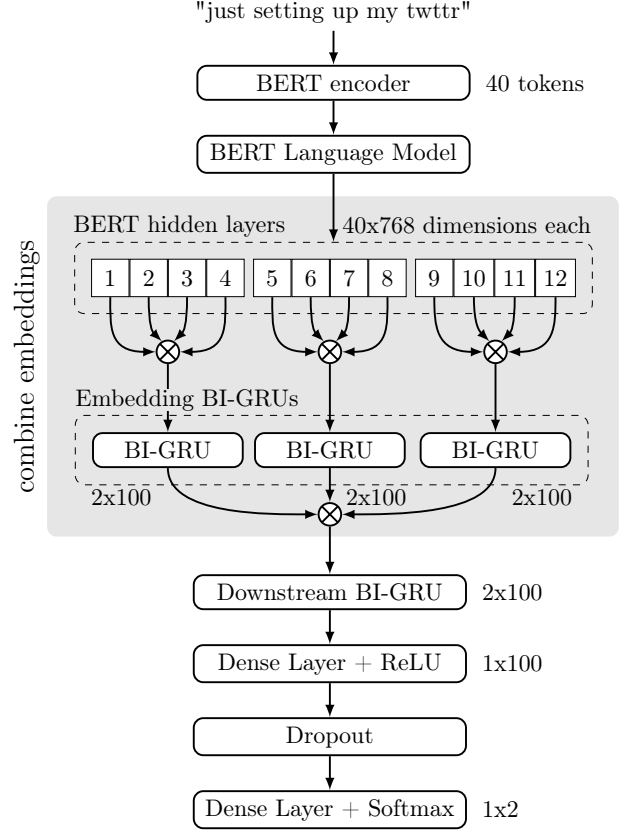 "just setting up my twttr"
BERT encoder 40 tokens
BERT Language Model
combine embeddings
BERT hidden layers 40x768 dimensions each
1 2 3 4 5 6 7 8 9 10 11 12
Embedding BI-GRUs
BI-GRU BI-GRU BI-GRU
2x100 2x100 2x100
Downstream BI-GRU 2x100
Dense Layer + ReLU 1x100
Dropout
Dense Layer + Softmax 1x2